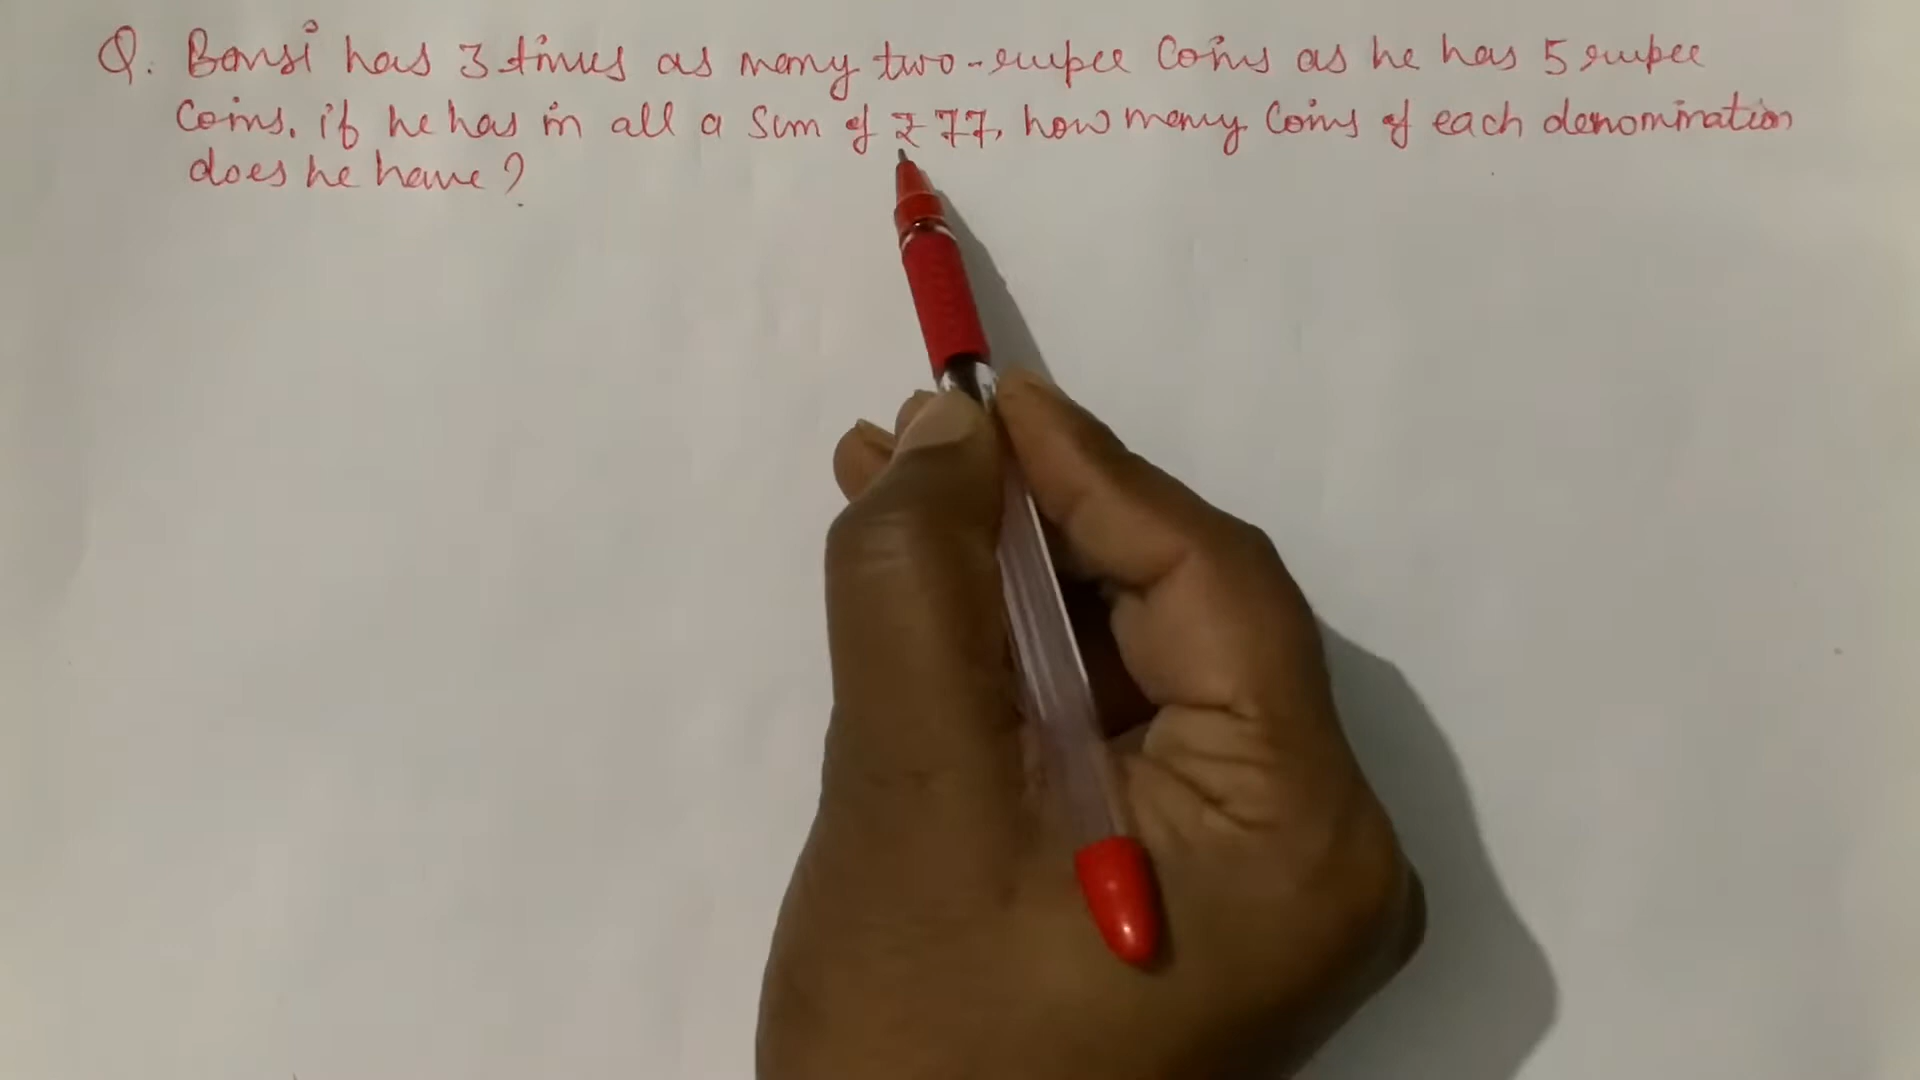 Q. Bansi has 3 times as many two-rupee Coins as he has 5 rupee
Coins. if he has in all a sum of ₹77, how many Coins of each denomination
does he have?